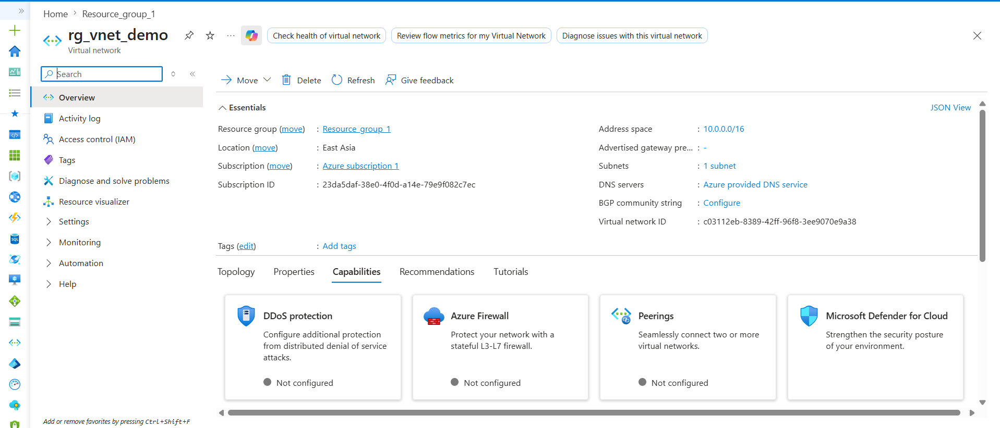 Home > Resource_group_1
rg_vnet_demo
Virtual network
Check health of virtual network
Review flow metrics for my Virtual Network
Diagnose issues with this virtual network
Search
Overview
Activity log
Access control (IAM)
Tags
Diagnose and solve problems
Resource visualizer
Settings
Monitoring
Automation
Help
Add or remove favorites by pressing Ctrl+Shift+F
Move
Delete
Refresh
Give feedback
Essentials
JSON View
Resource group (move) : Resource_group_1
Location (move) : East Asia
Subscription (move) : Azure subscription 1
Subscription ID : 23da5daf-38e0-4f0d-a14e-79e9f082c7ec
Address space : 10.0.0.0/16
Advertised gateway pre... : -
Subnets : 1 subnet
DNS servers : Azure provided DNS service
BGP community string : Configure
Virtual network ID : c03112eb-8389-42ff-96f8-3ee9070e9a38
Tags (edit) : Add tags
Topology
Properties
Capabilities
Recommendations
Tutorials
DDoS protection
Configure additional protection
from distributed denial of service
attacks.
Not configured
Azure Firewall
Protect your network with a
stateful L3-L7 firewall.
Not configured
Peerings
Seamlessly connect two or more
virtual networks.
Not configured
Microsoft Defender for Cloud
Strengthen the security posture
of your environment.